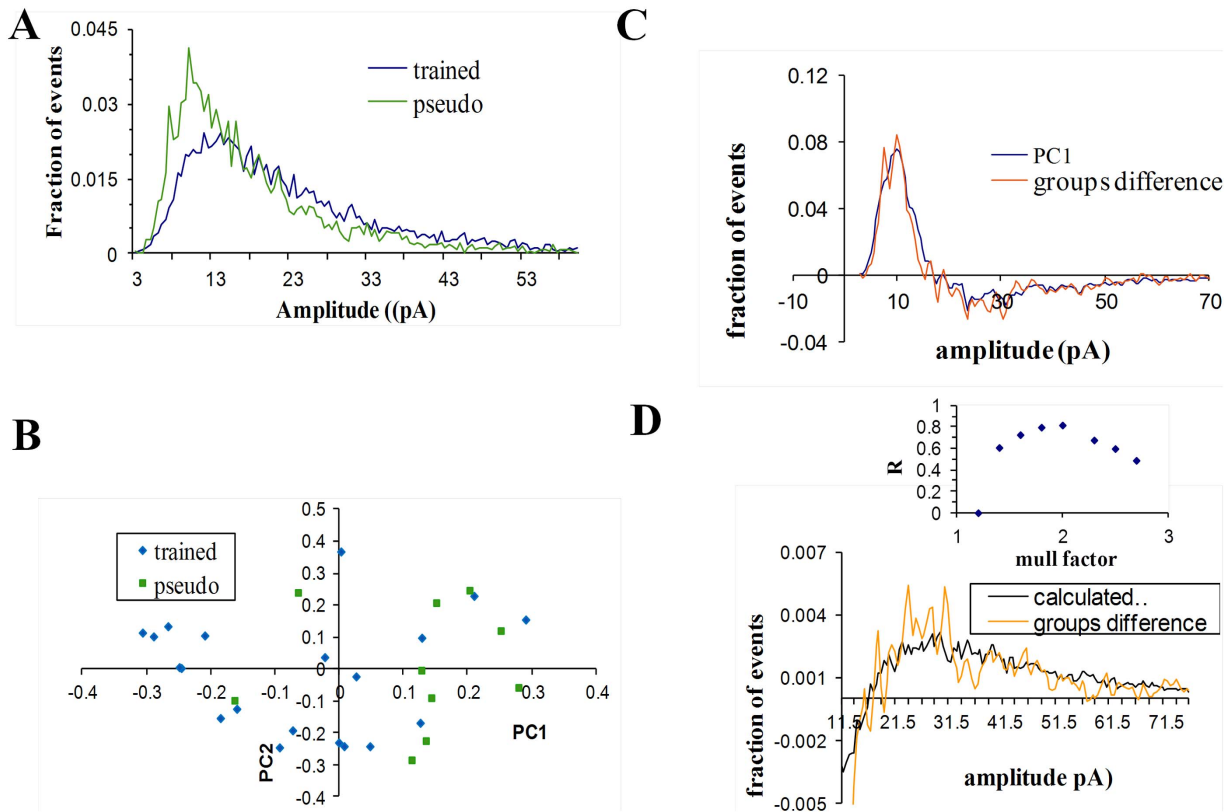 A
0.045
0.03
0.015
0
Fraction of events
trained
pseudo
3 13 23 33 43 53
Amplitude ((pA)
C
0.12
0.08
0.04
0
-0.04
fraction of events
PC1
groups difference
-10 10 30 50 70
amplitude (pA)
B
trained
pseudo
0.5
0.4
0.3
0.2
0.1
0
-0.1
-0.2
-0.3
-0.4
-0.4 -0.2 0 0.1 0.2 0.3 0.4
-0.3 -0.1
PC1
PC2
D
1
0.8
0.6
0.4
0.2
0
R
1 2 3
mull factor
0.007
0.004
0.001
-0.002
-0.005
fraction of events
calculated..
groups difference
11.5 21.5 31.5 41.5 51.5 61.5 71.5
amplitude pA)